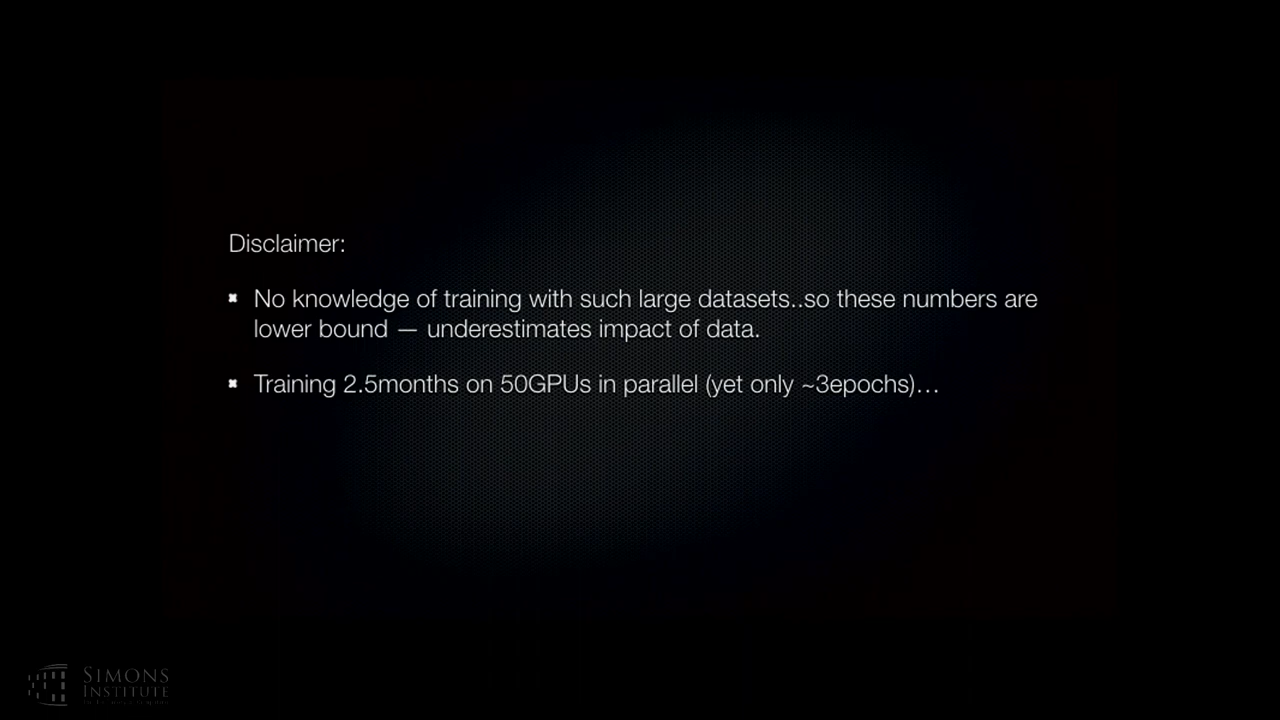 Disclaimer:
No knowledge of training with such large datasets..so these numbers are
lower bound — underestimates impact of data.
Training 2.5months on 50GPUs in parallel (yet only ~3epochs)…
SIMONS
INSTITUTE